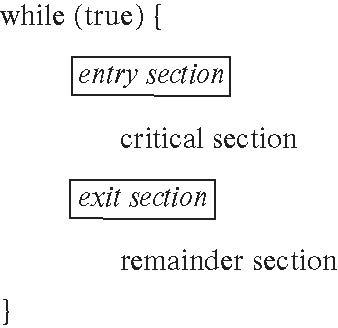 while (true) {
entry section
critical section
exit section
remainder section
}